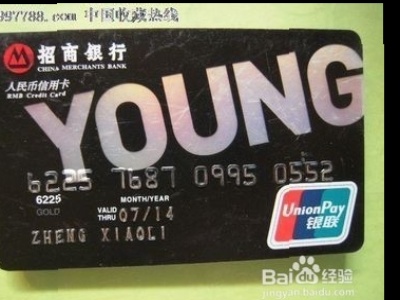 997788.com 中国收藏热线
招商银行
CHINA MERCHANTS BANK
人民币信用卡
RMB Credit Card
YOUNG
6225 7687 0995 0552
6225
MONTH/YEAR
GOLD
VALID THRU 07/14
ZHENG XIAOLI
UnionPay
银联
Baidu 经验
jingyan.baidu.com